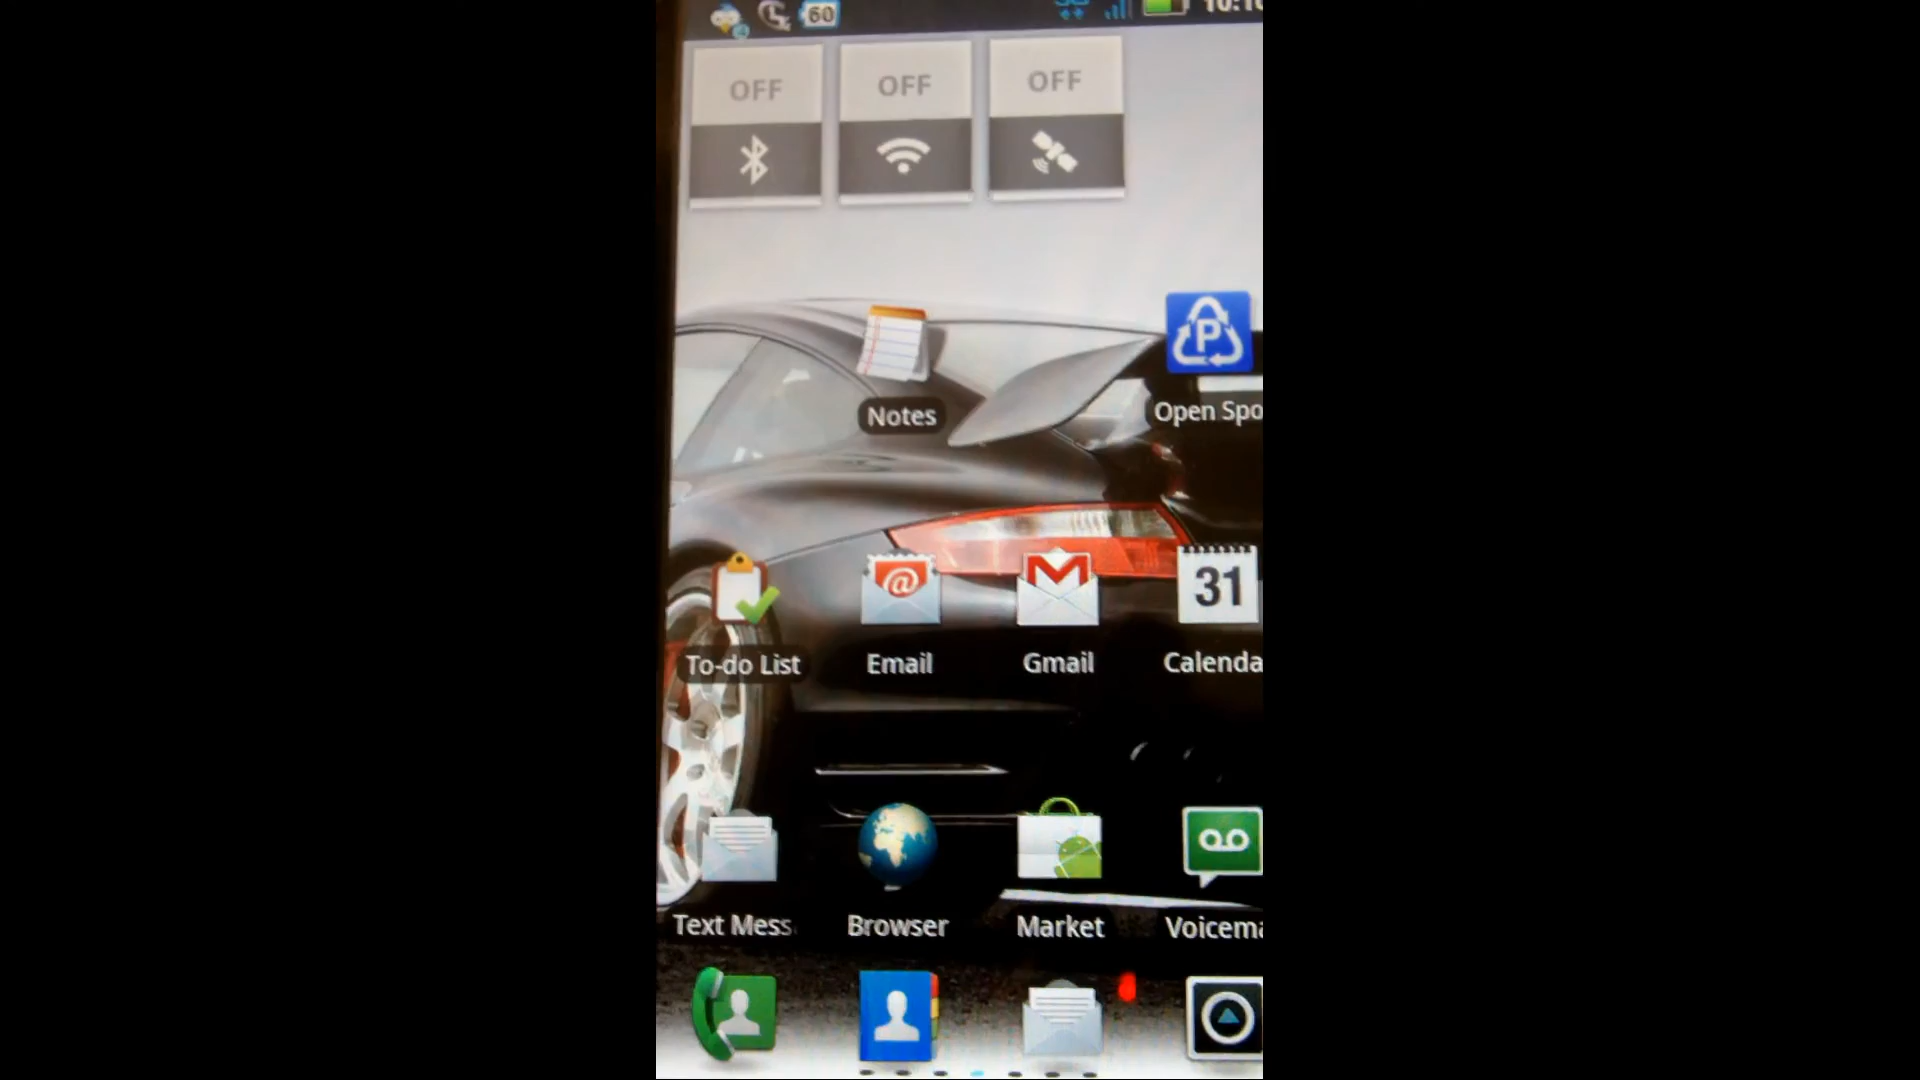 60
OFF OFF OFF
P
Notes
Open Spo
@
31
To-do List Email Gmail Calenda
Text Mess Browser Market Voicema